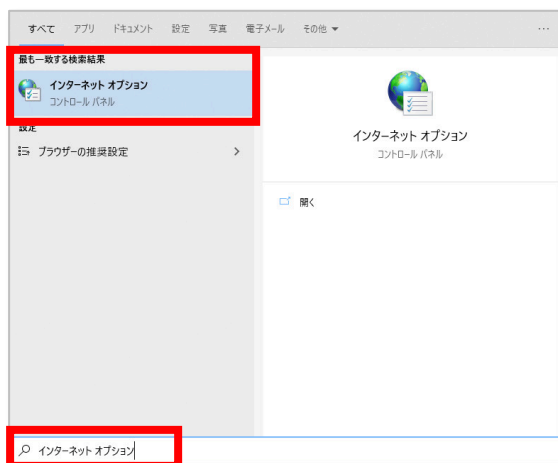 すべて アプリ ドキュメント 設定 写真 電子メール その他 ▼ …
最も一致する検索結果
インターネット オプション
コントロール パネル
設定
ブラウザーの推奨設定 >
インターネット オプション
コントロール パネル
開く
インターネット オプション